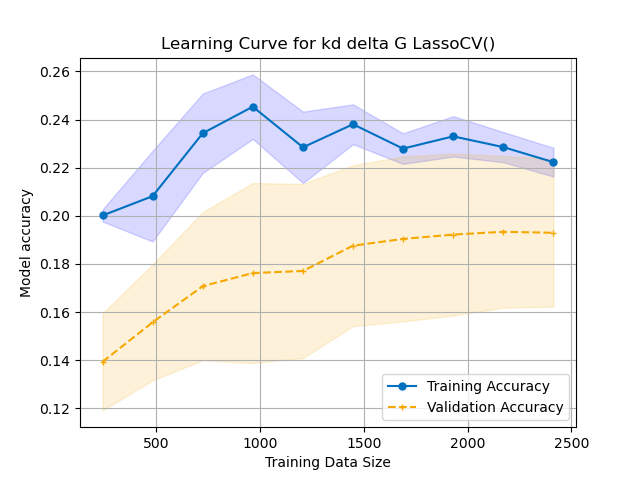 Learning Curve for kd delta G LassoCV()
0.26
0.24
0.22
0.20
0.18
0.16
0.14
0.12
Model accuracy
Training Accuracy
Validation Accuracy
500
1000
1500
2000
2500
Training Data Size